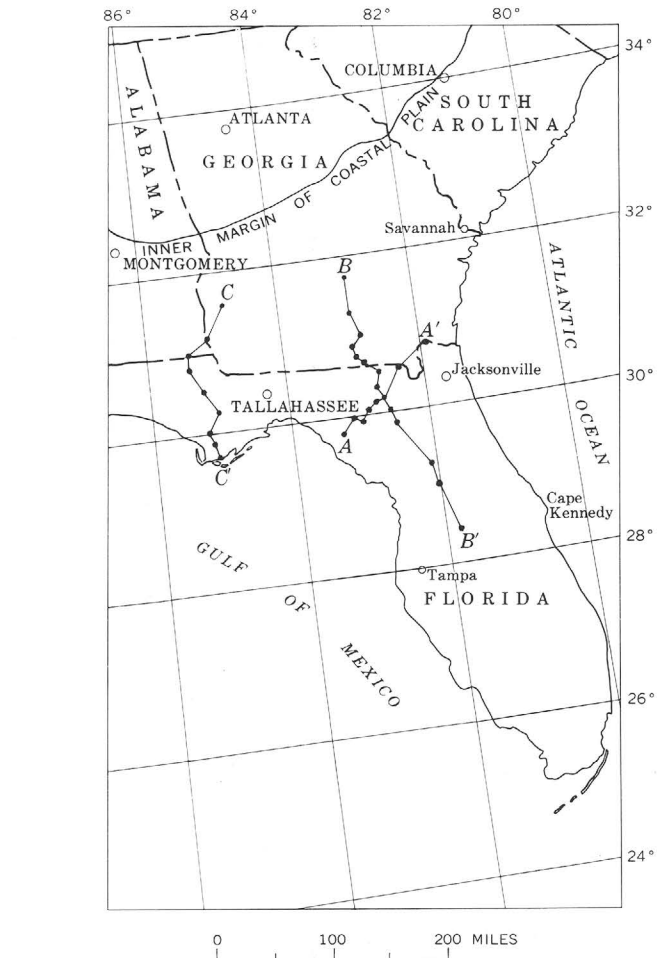 86° 84° 82° 80°
34°
COLUMBIA
SOUTH
CAROLINA
ALABAMA
ATLANTA
GEORGIA
INNER MARGIN OF COASTAL PLAIN
32°
Savannah
MONTGOMERY
B
C
ATLANTIC
OCEAN
A'
30°
Jacksonville
TALLAHASSEE
A
C'
Cape
Kennedy
B'
28°
GULF
OF
MEXICO
Tampa
FLORIDA
26°
24°
0 100 200 MILES